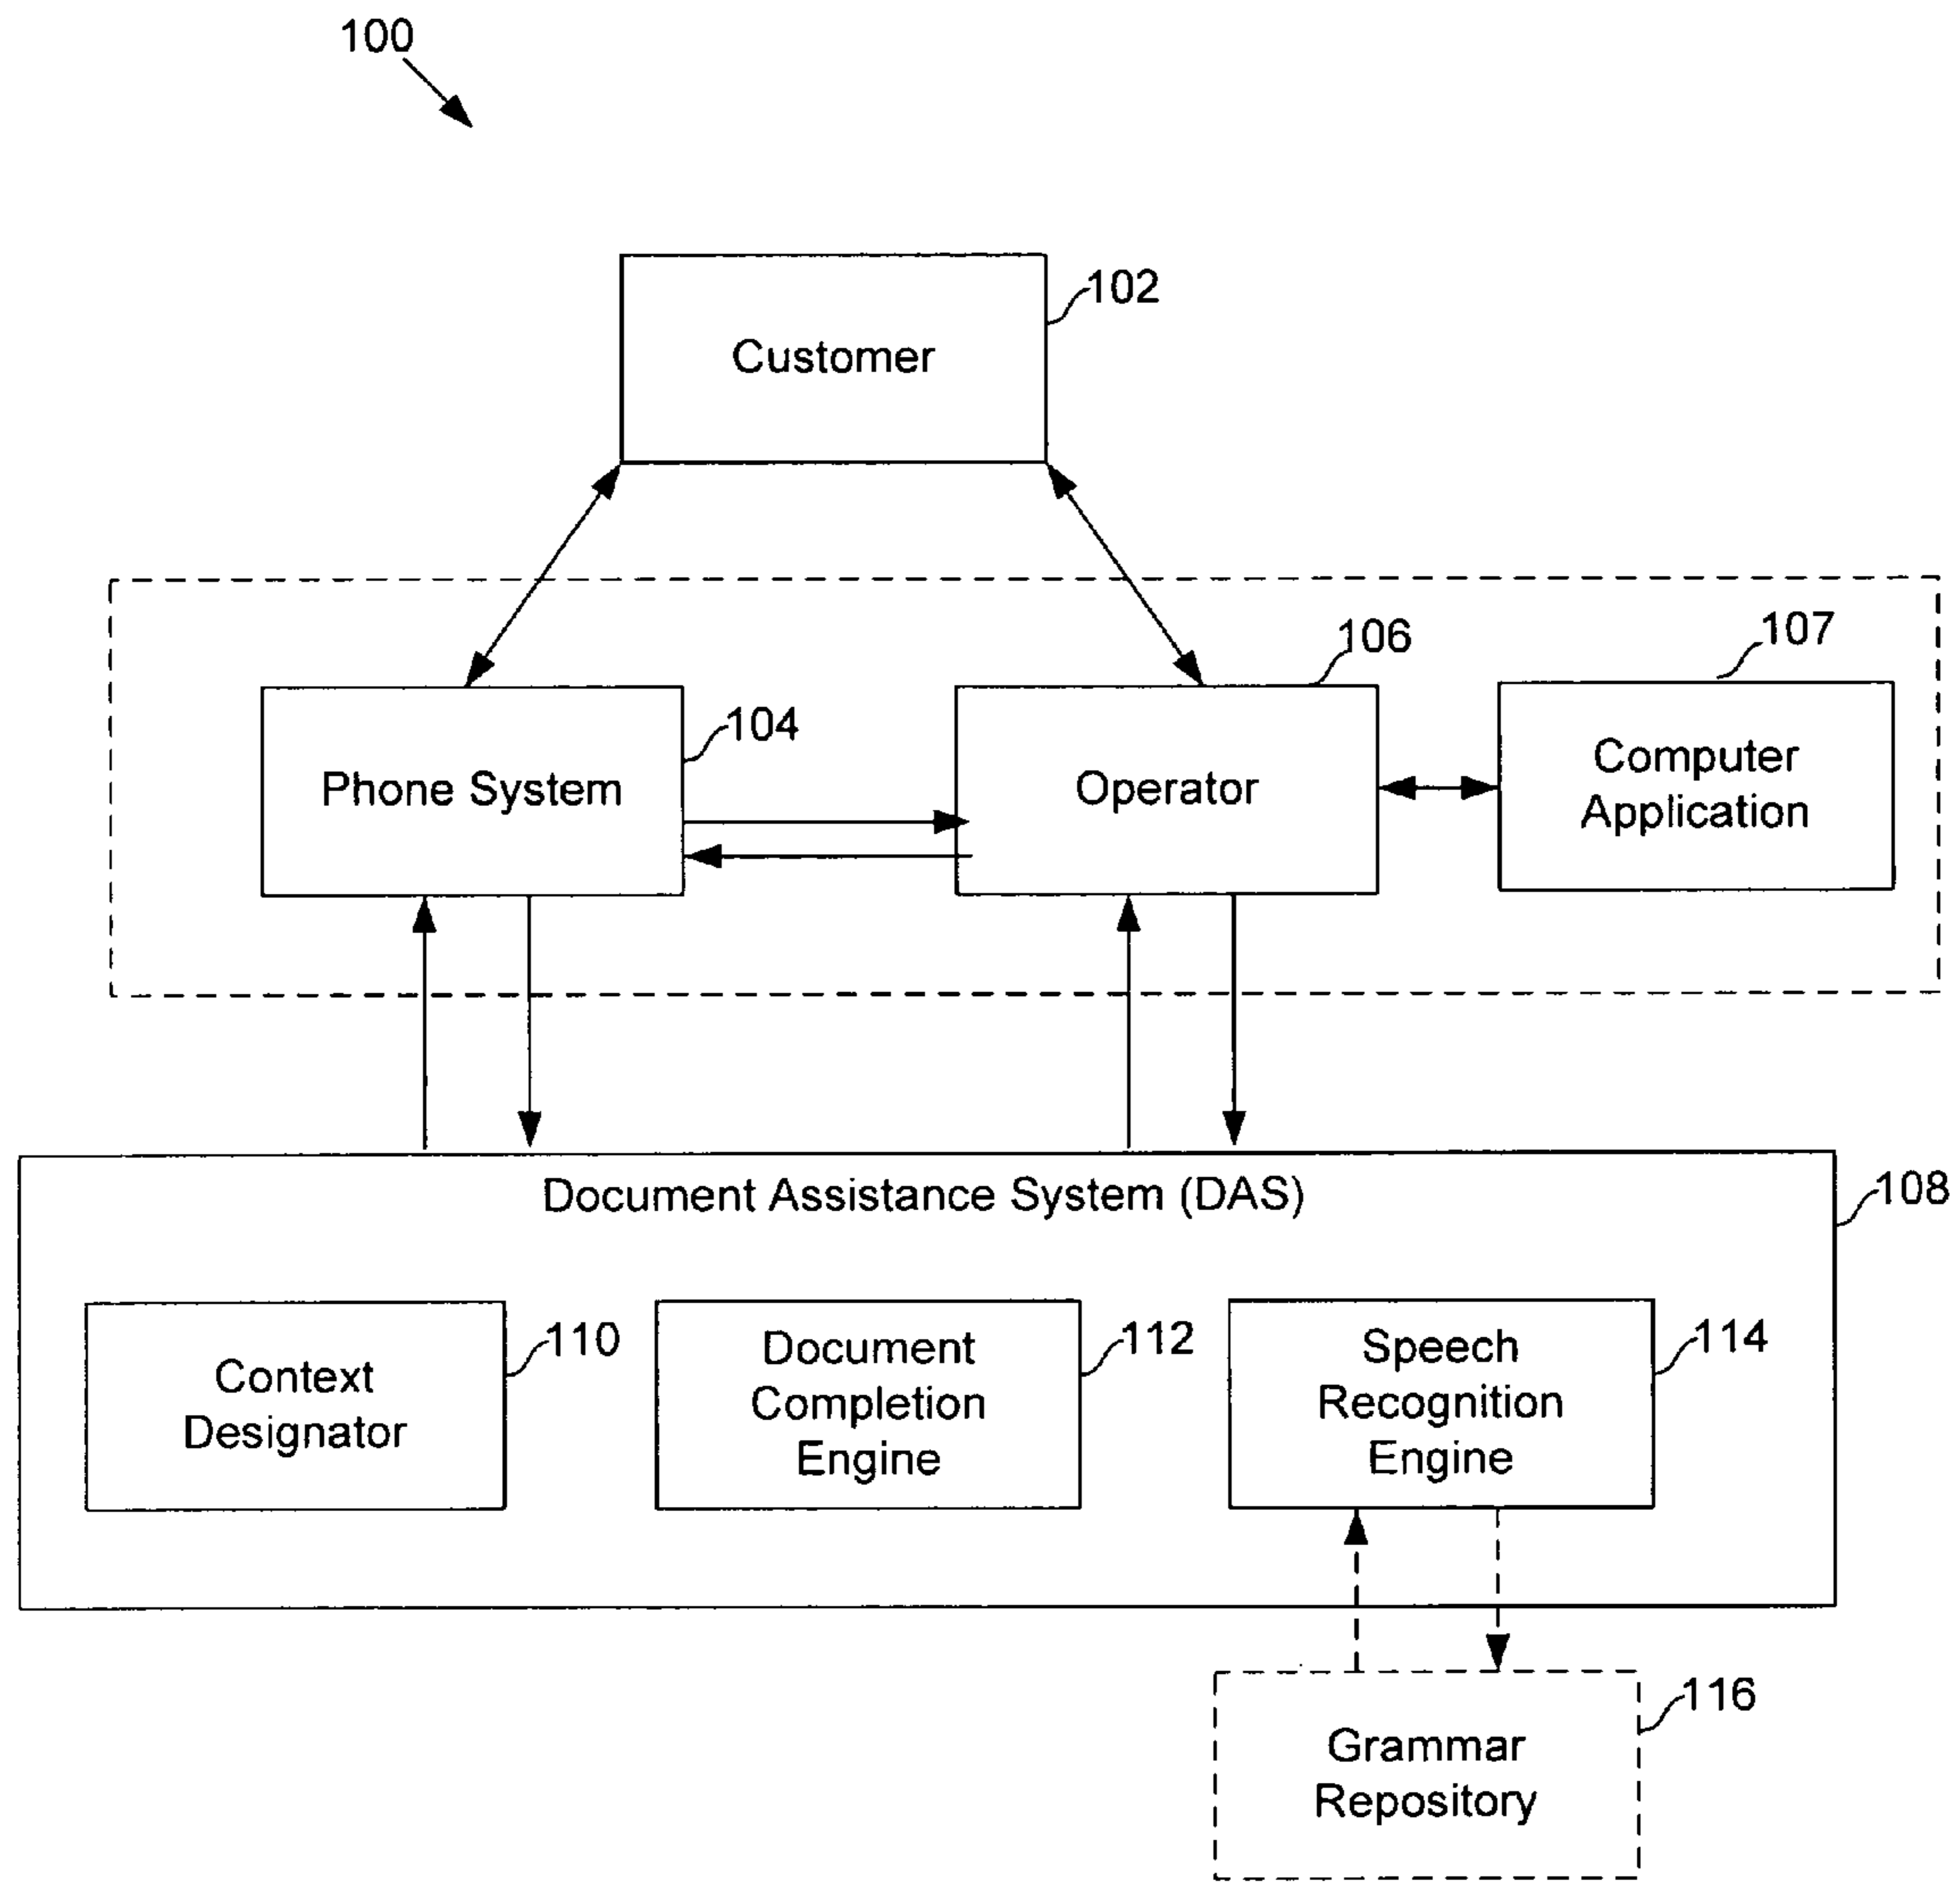 100
102
Customer
106
107
104
Phone System
Operator
Computer
Application
Document Assistance System (DAS)
108
110
Context
Designator
112
Document
Completion
Engine
114
Speech
Recognition
Engine
116
Grammar
Repository